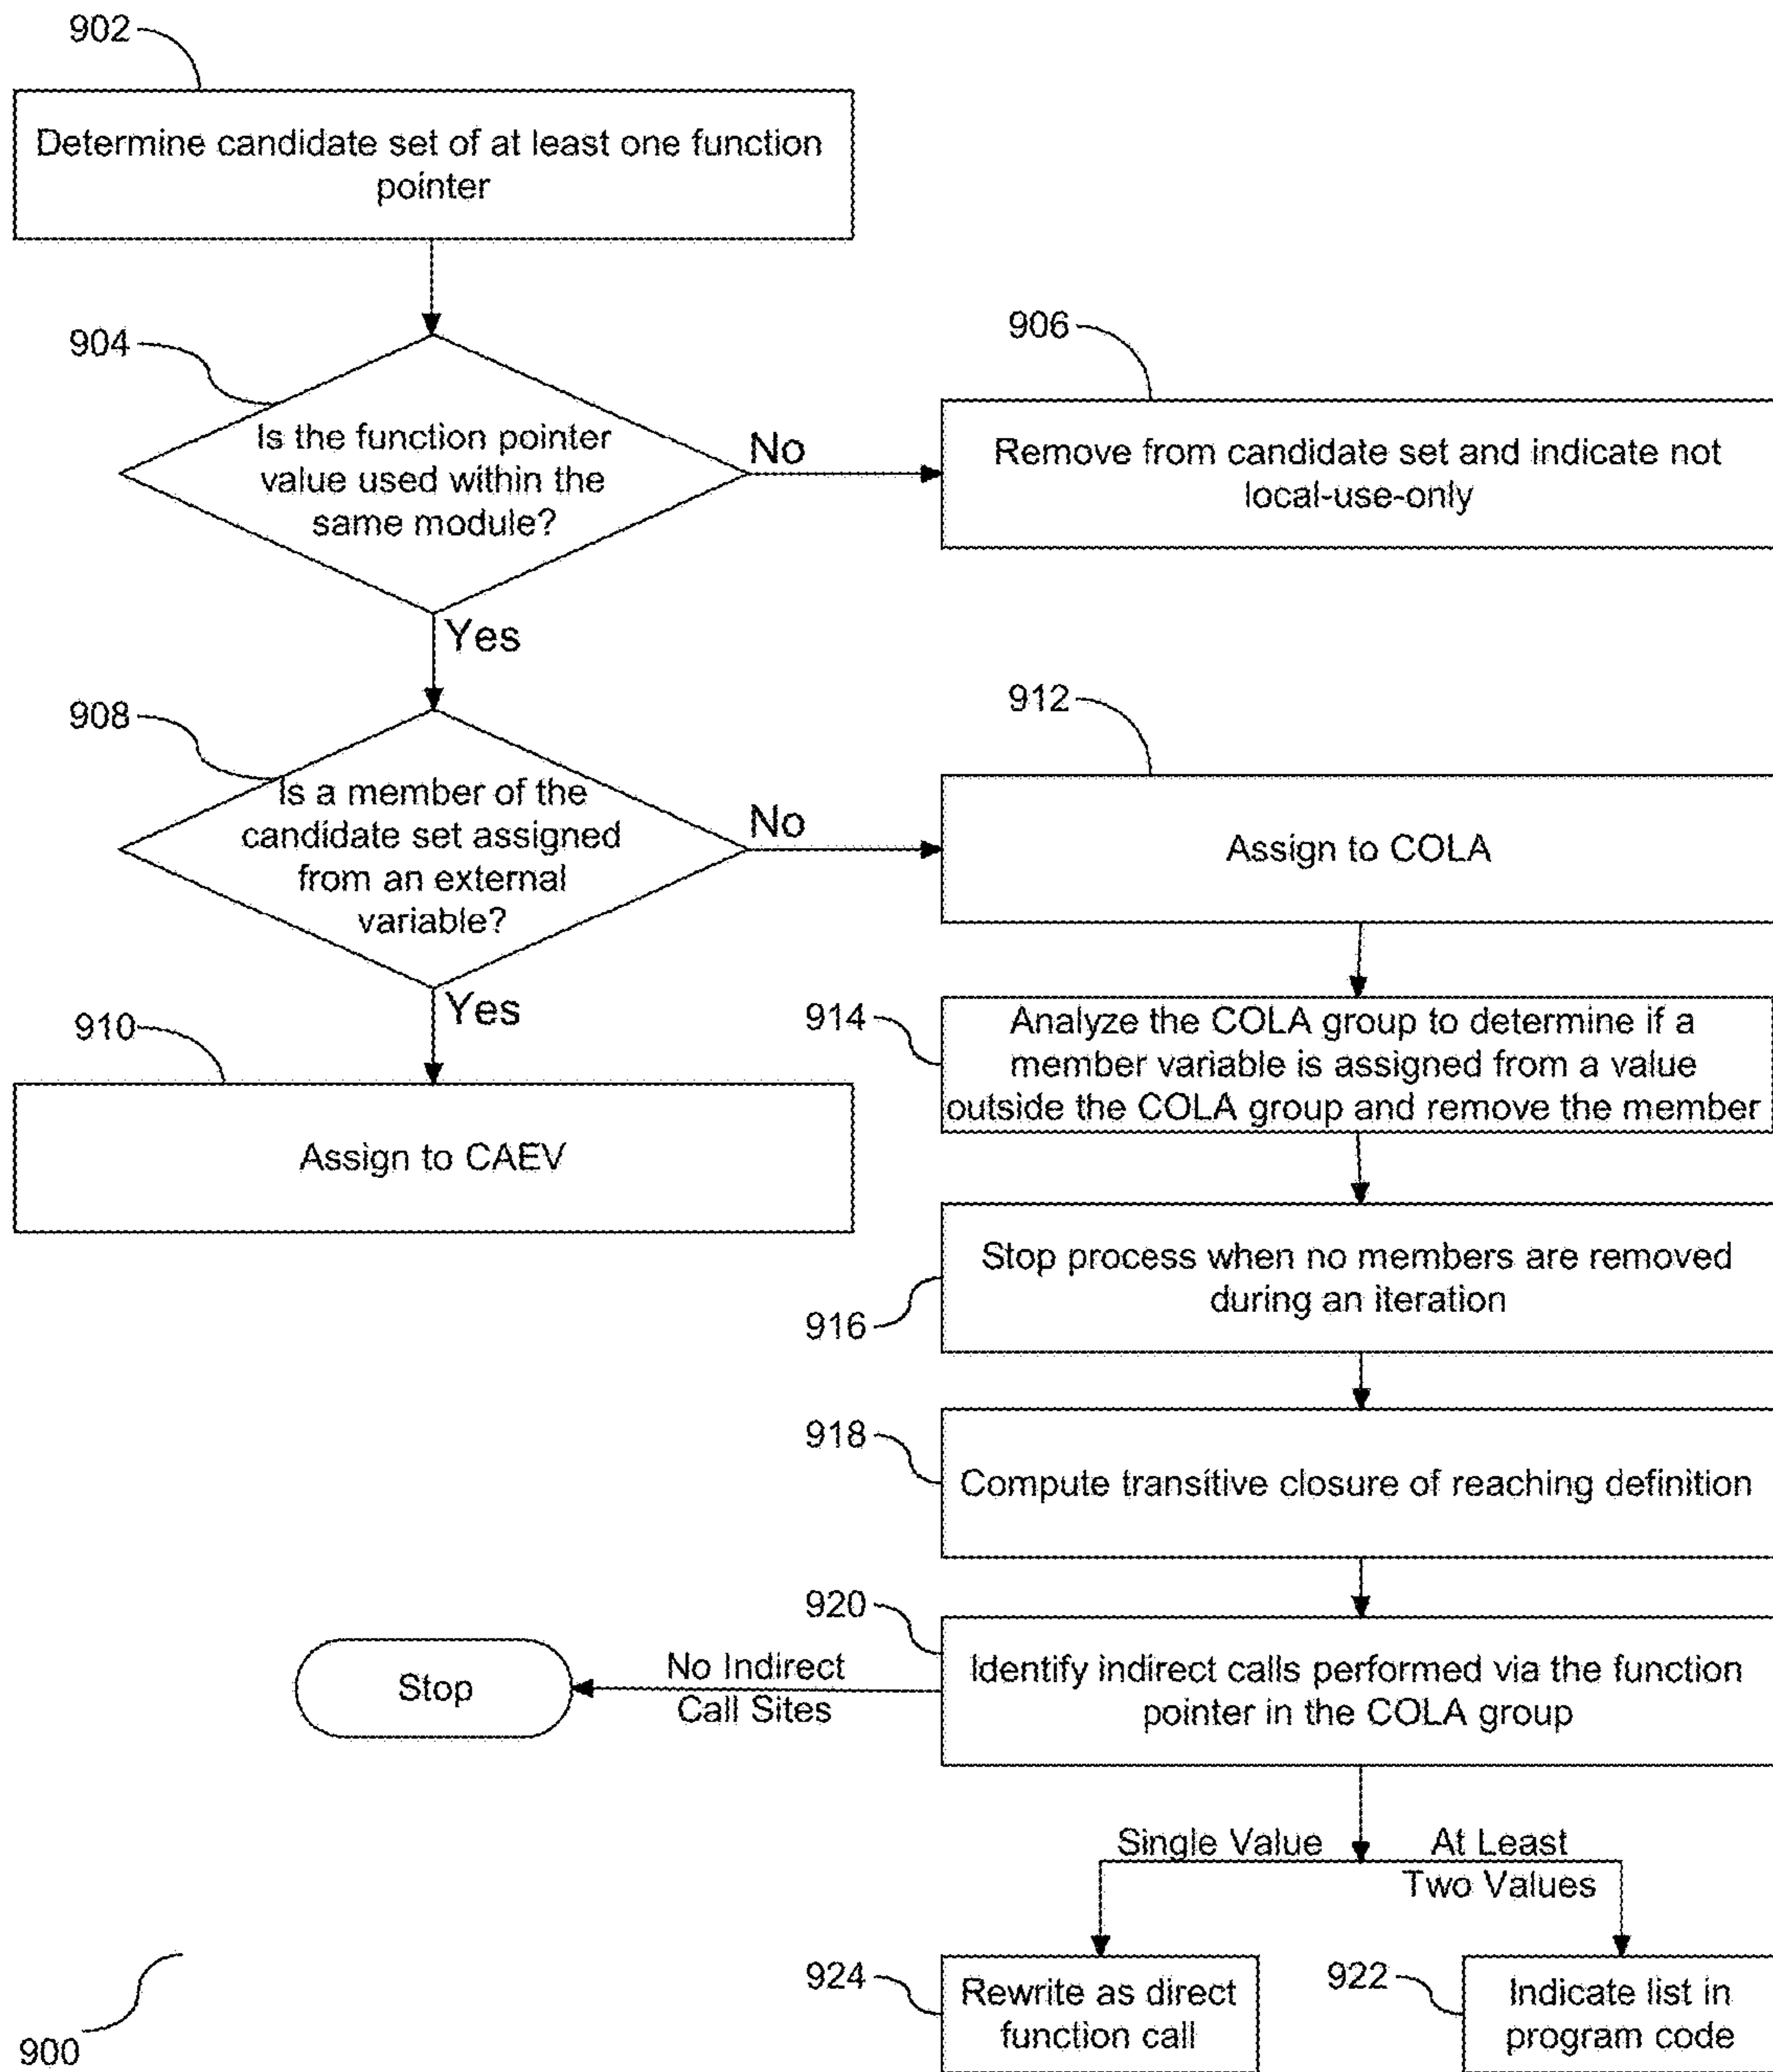 902
Determine candidate set of at least one function
pointer
904
Is the function pointer
value used within the
same module?
No
906
Remove from candidate set and indicate not
local-use-only
Yes
908
Is a member of the
candidate set assigned
from an external
variable?
No
912
Assign to COLA
Yes
910
Assign to CAEV
914
Analyze the COLA group to determine if a
member variable is assigned from a value
outside the COLA group and remove the member
916
Stop process when no members are removed
during an iteration
918
Compute transitive closure of reaching definition
920
Identify indirect calls performed via the function
pointer in the COLA group
No Indirect
Call Sites
Stop
Single Value
At Least
Two Values
924
Rewrite as direct
function call
922
Indicate list in
program code
900